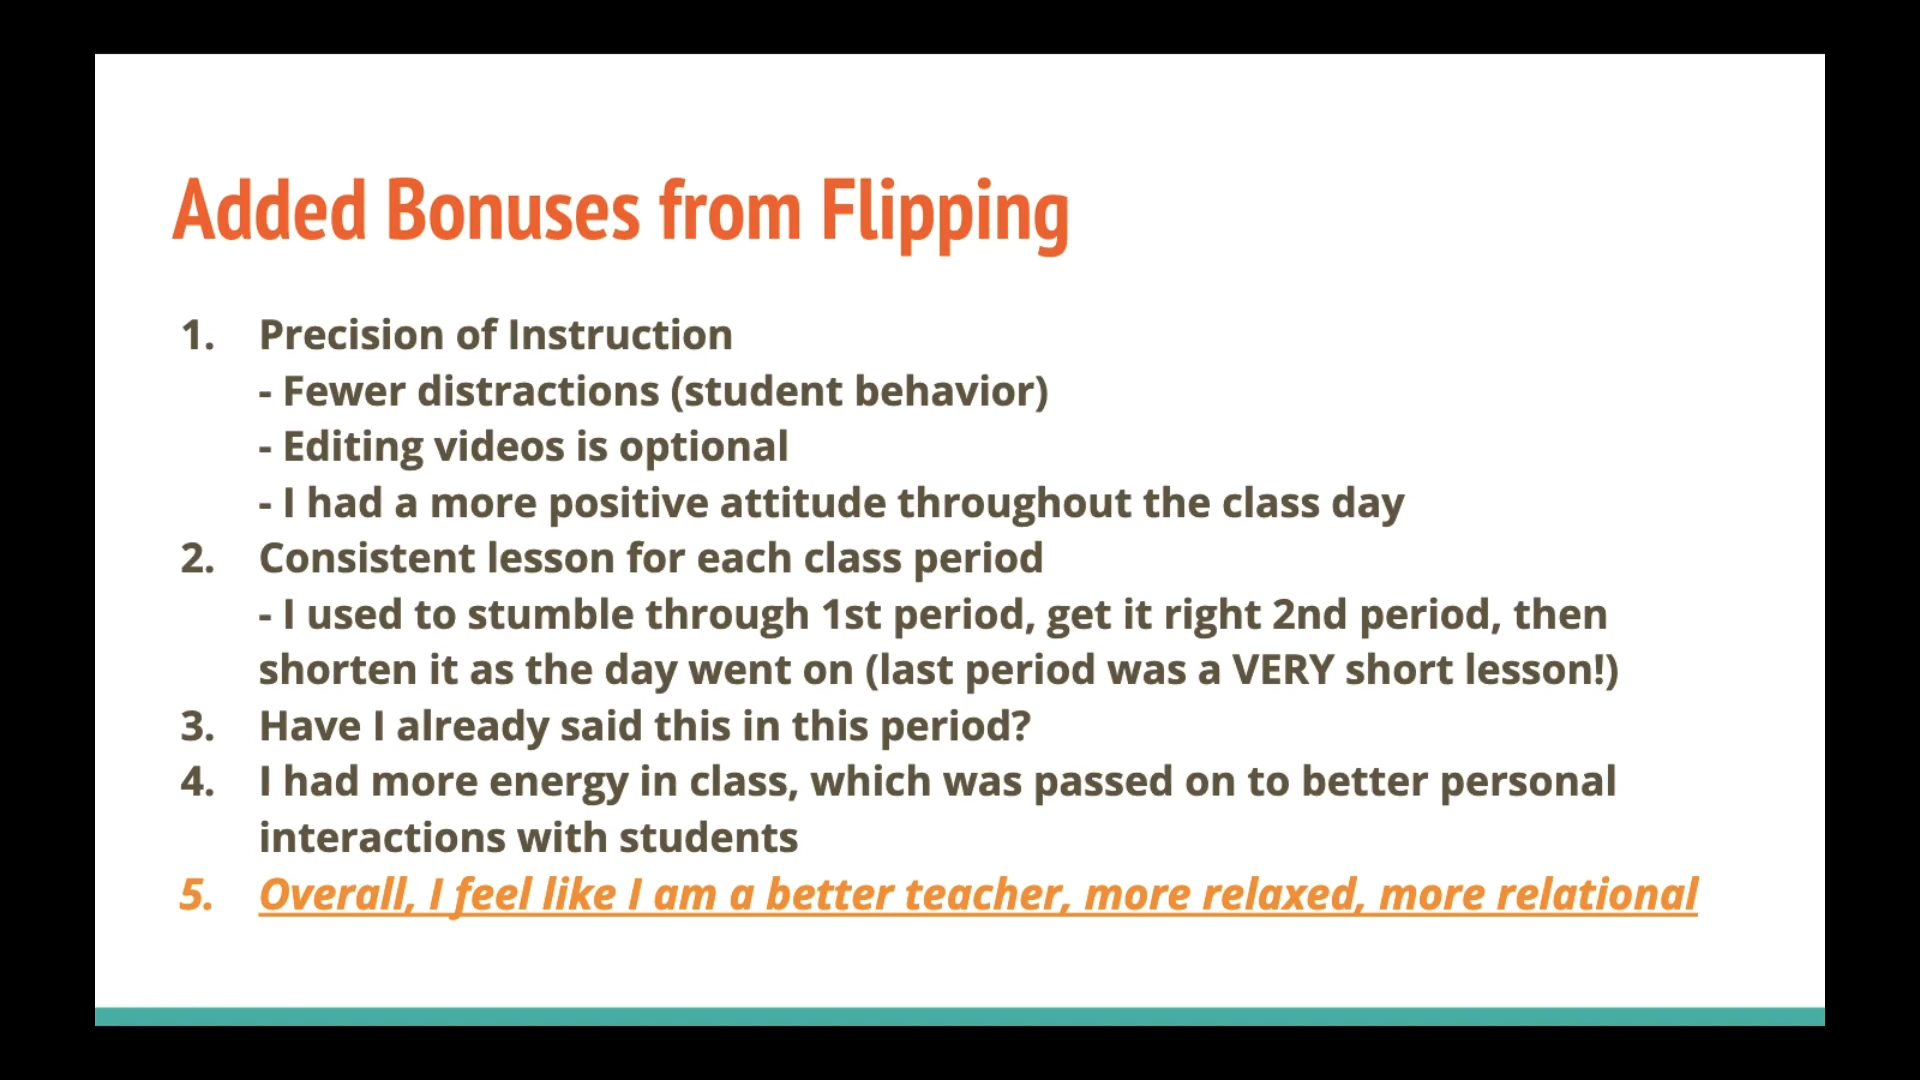 Added Bonuses from Flipping
1. Precision of Instruction
- Fewer distractions (student behavior)
- Editing videos is optional
- I had a more positive attitude throughout the class day
2. Consistent lesson for each class period
- I used to stumble through 1st period, get it right 2nd period, then
shorten it as the day went on (last period was a VERY short lesson!)
3. Have I already said this in this period?
4. I had more energy in class, which was passed on to better personal
interactions with students
5. Overall, I feel like I am a better teacher, more relaxed, more relational